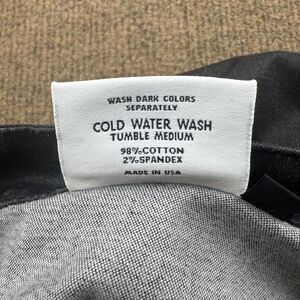 WASH DARK COLORS
SEPARATELY
COLD WATER WASH
TUMBLE MEDIUM
98% COTTON
2% SPANDEX
MADE IN USA